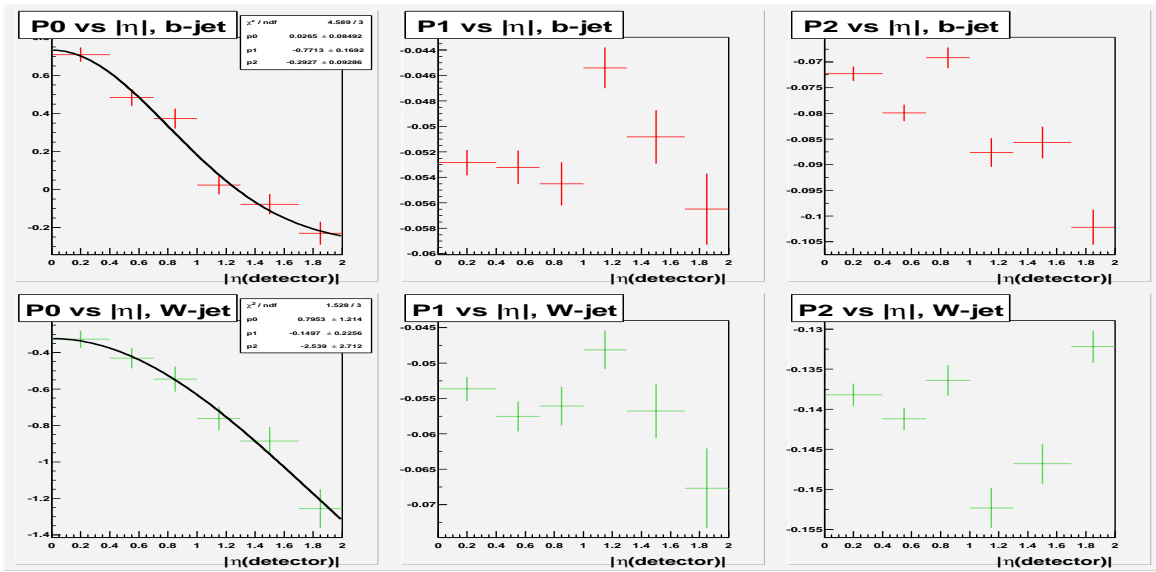 P0 vs |η|, b-jet
χ² / ndf 4.589 / 3
p0 0.0265 ± 0.08492
p1 -0.7713 ± 0.1692
p2 -0.2927 ± 0.09286
0.6
0.4
0.2
0
-0.2
0 0.2 0.4 0.6 0.8 1 1.2 1.4 1.6 1.8 2
|η(detector)|
P1 vs |η|, b-jet
-0.044
-0.046
-0.048
-0.05
-0.052
-0.054
-0.056
-0.058
-0.06
0 0.2 0.4 0.6 0.8 1 1.2 1.4 1.6 1.8 2
|η(detector)|
P2 vs |η|, b-jet
-0.07
-0.075
-0.08
-0.085
-0.09
-0.095
-0.1
-0.105
0 0.2 0.4 0.6 0.8 1 1.2 1.4 1.6 1.8 2
|η(detector)|
P0 vs |η|, W-jet
χ² / ndf 1.528 / 3
p0 0.7953 ± 1.214
p1 -0.1497 ± 0.2256
p2 -2.539 ± 2.712
-0.4
-0.6
-0.8
-1
-1.2
-1.4
0 0.2 0.4 0.6 0.8 1 1.2 1.4 1.6 1.8 2
|η(detector)|
P1 vs |η|, W-jet
-0.045
-0.05
-0.055
-0.06
-0.065
-0.07
0 0.2 0.4 0.6 0.8 1 1.2 1.4 1.6 1.8 2
|η(detector)|
P2 vs |η|, W-jet
-0.13
-0.135
-0.14
-0.145
-0.15
-0.155
0 0.2 0.4 0.6 0.8 1 1.2 1.4 1.6 1.8 2
|η(detector)|